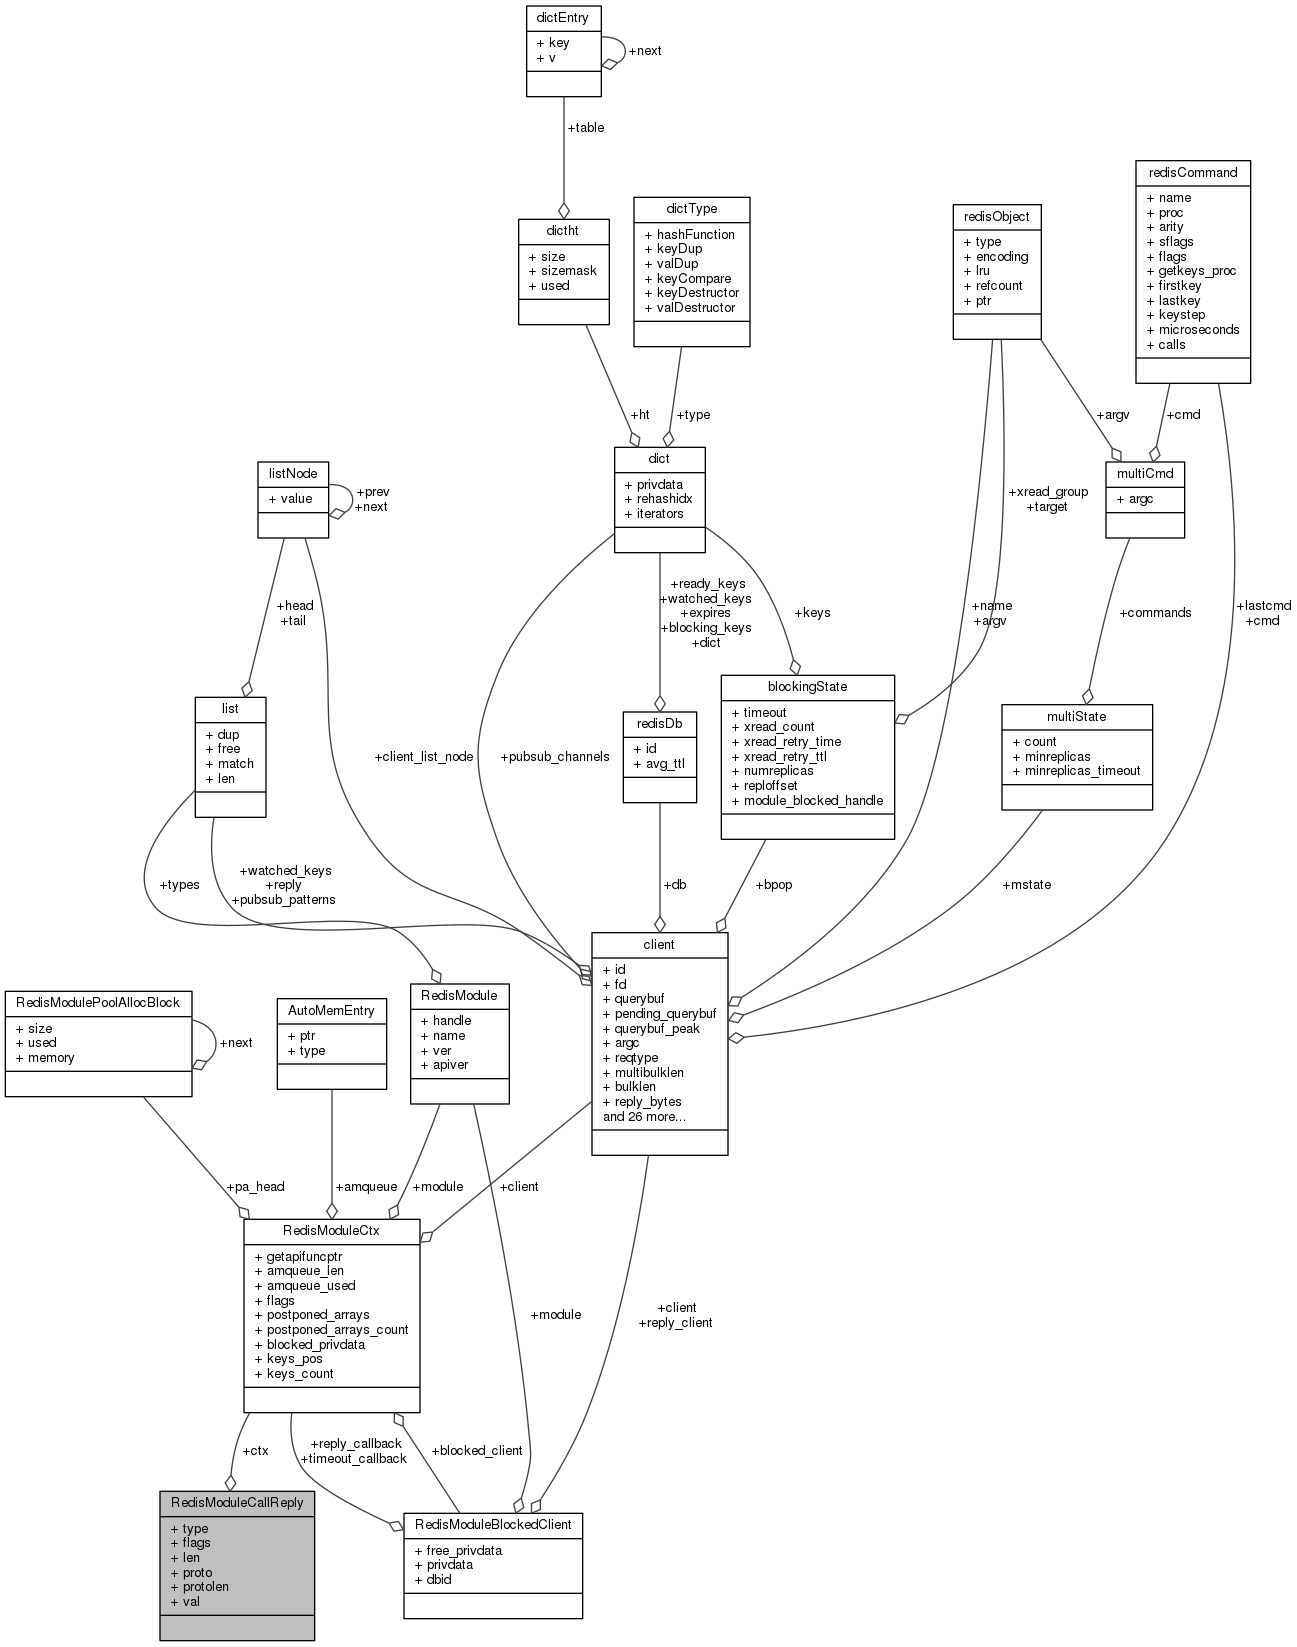 dictEntry
+ key
+ v
+next
+table
redisCommand
+ name
+ proc
+ arity
+ sflags
+ flags
+ getkeys_proc
+ firstkey
+ lastkey
+ keystep
+ microseconds
+ calls
dictType
+ hashFunction
+ keyDup
+ valDup
+ keyCompare
+ keyDestructor
+ valDestructor
redisObject
+ type
+ encoding
+ lru
+ refcount
+ ptr
dictht
+ size
+ sizemask
+ used
+ht
+type
+argv
+cmd
dict
+ privdata
+ rehashidx
+ iterators
listNode
+ value
+prev
+next
multiCmd
+ argc
+xread_group
+target
+head
+tail
+ready_keys
+watched_keys
+expires
+blocking_keys
+dict
+keys
+name
+argv
+commands
+lastcmd
+cmd
list
+ dup
+ free
+ match
+ len
+client_list_node
+pubsub_channels
redisDb
+ id
+ avg_ttl
blockingState
+ timeout
+ xread_count
+ xread_retry_time
+ xread_retry_ttl
+ numreplicas
+ reploffset
+ module_blocked_handle
multiState
+ count
+ minreplicas
+ minreplicas_timeout
+types
+watched_keys
+reply
+pubsub_patterns
+db
+bpop
+mstate
RedisModulePoolAllocBlock
+ size
+ used
+ memory
+next
AutoMemEntry
+ ptr
+ type
RedisModule
+ handle
+ name
+ ver
+ apiver
client
+ id
+ fd
+ querybuf
+ pending_querybuf
+ querybuf_peak
+ argc
+ reqtype
+ multibulklen
+ bulklen
+ reply_bytes
and 26 more...
+pa_head
+amqueue
+module
+client
RedisModuleCtx
+ getapifuncptr
+ amqueue_len
+ amqueue_used
+ flags
+ postponed_arrays
+ postponed_arrays_count
+ blocked_privdata
+ keys_pos
+ keys_count
+module
+client
+reply_client
+ctx
+reply_callback
+timeout_callback
+blocked_client
RedisModuleCallReply
+ type
+ flags
+ len
+ proto
+ protolen
+ val
RedisModuleBlockedClient
+ free_privdata
+ privdata
+ dbid